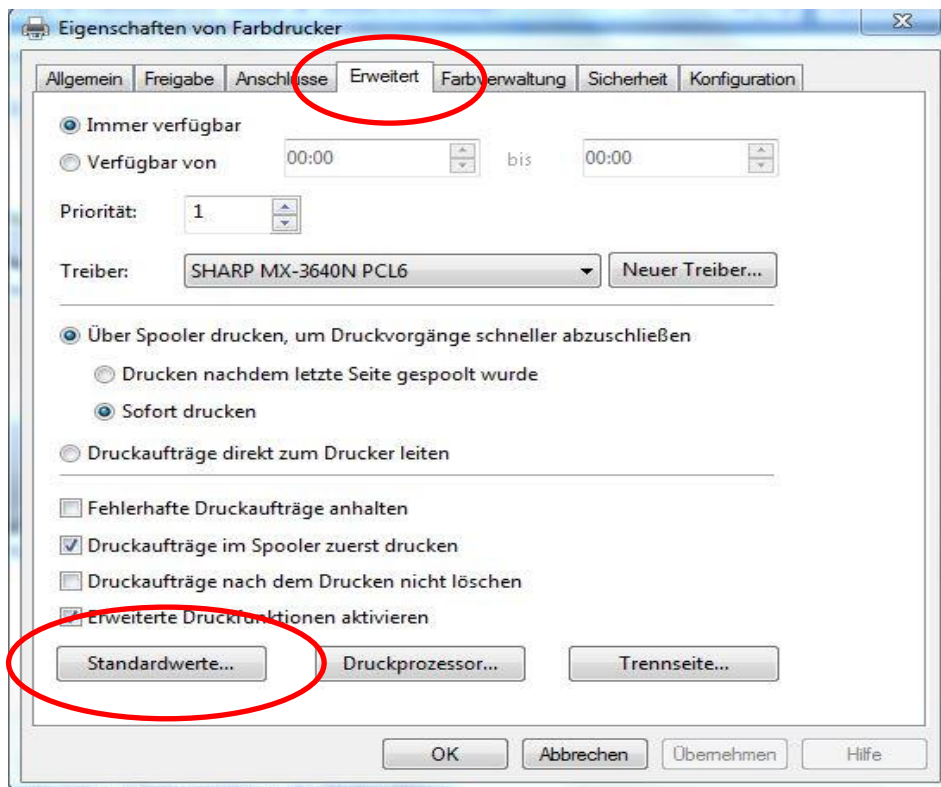 Eigenschaften von Farbdrucker
Allgemein Freigabe Anschlüsse Erweitert Farbverwaltung Sicherheit Konfiguration
Immer verfügbar
Verfügbar von 00:00 bis 00:00
Priorität: 1
Treiber: SHARP MX-3640N PCL6 Neuer Treiber...
Über Spooler drucken, um Druckvorgänge schneller abzuschließen
Drucken nachdem letzte Seite gespoolt wurde
Sofort drucken
Druckaufträge direkt zum Drucker leiten
Fehlerhafte Druckaufträge anhalten
Druckaufträge im Spooler zuerst drucken
Druckaufträge nach dem Drucken nicht löschen
Erweiterte Druckfunktionen aktivieren
Standardwerte... Druckprozessor... Trennseite...
OK Abbrechen Übernehmen Hilfe